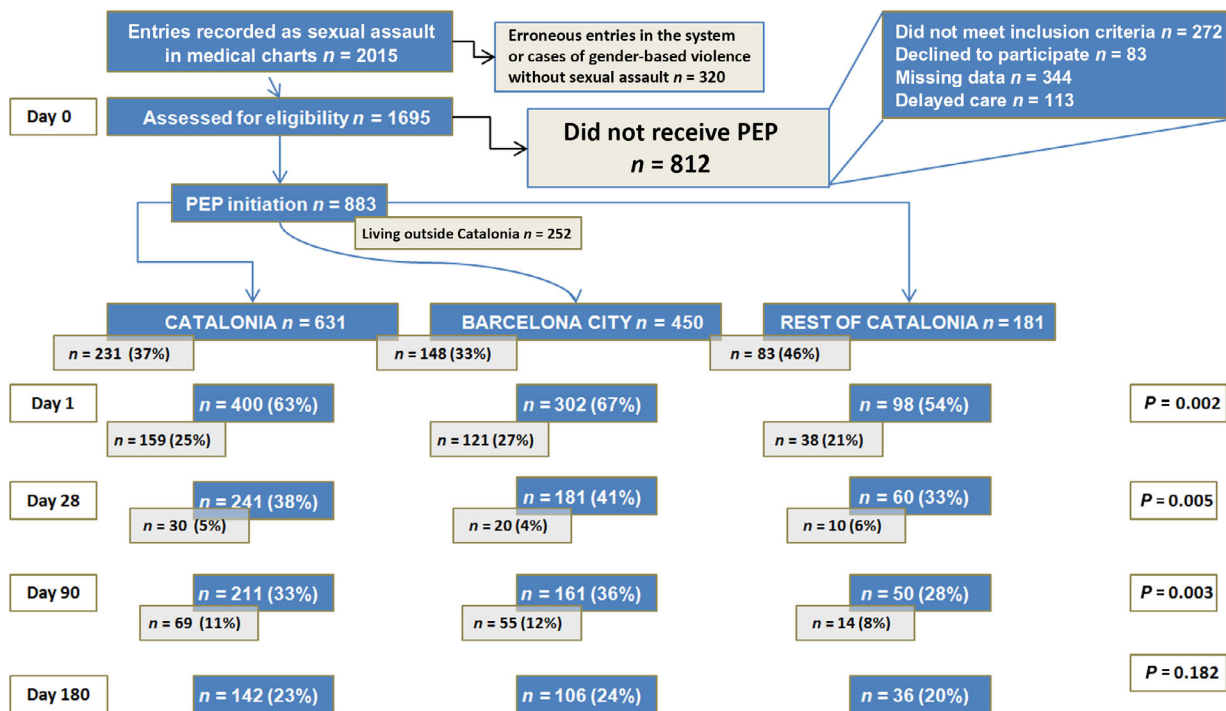 Entries recorded as sexual assault
in medical charts n = 2015
Erroneous entries in the system
or cases of gender-based violence
without sexual assault n = 320
Did not meet inclusion criteria n = 272
Declined to participate n = 83
Missing data n = 344
Delayed care n = 113
Day 0
Assessed for eligibility n = 1695
Did not receive PEP
n = 812
PEP initiation n = 883
Living outside Catalonia n = 252
CATALONIA n = 631
BARCELONA CITY n = 450
REST OF CATALONIA n = 181
n = 231 (37%)
n = 148 (33%)
n = 83 (46%)
Day 1
n = 400 (63%)
n = 302 (67%)
n = 98 (54%)
P = 0.002
n = 159 (25%)
n = 121 (27%)
n = 38 (21%)
Day 28
n = 241 (38%)
n = 181 (41%)
n = 60 (33%)
P = 0.005
n = 30 (5%)
n = 20 (4%)
n = 10 (6%)
Day 90
n = 211 (33%)
n = 161 (36%)
n = 50 (28%)
P = 0.003
n = 69 (11%)
n = 55 (12%)
n = 14 (8%)
P = 0.182
Day 180
n = 142 (23%)
n = 106 (24%)
n = 36 (20%)